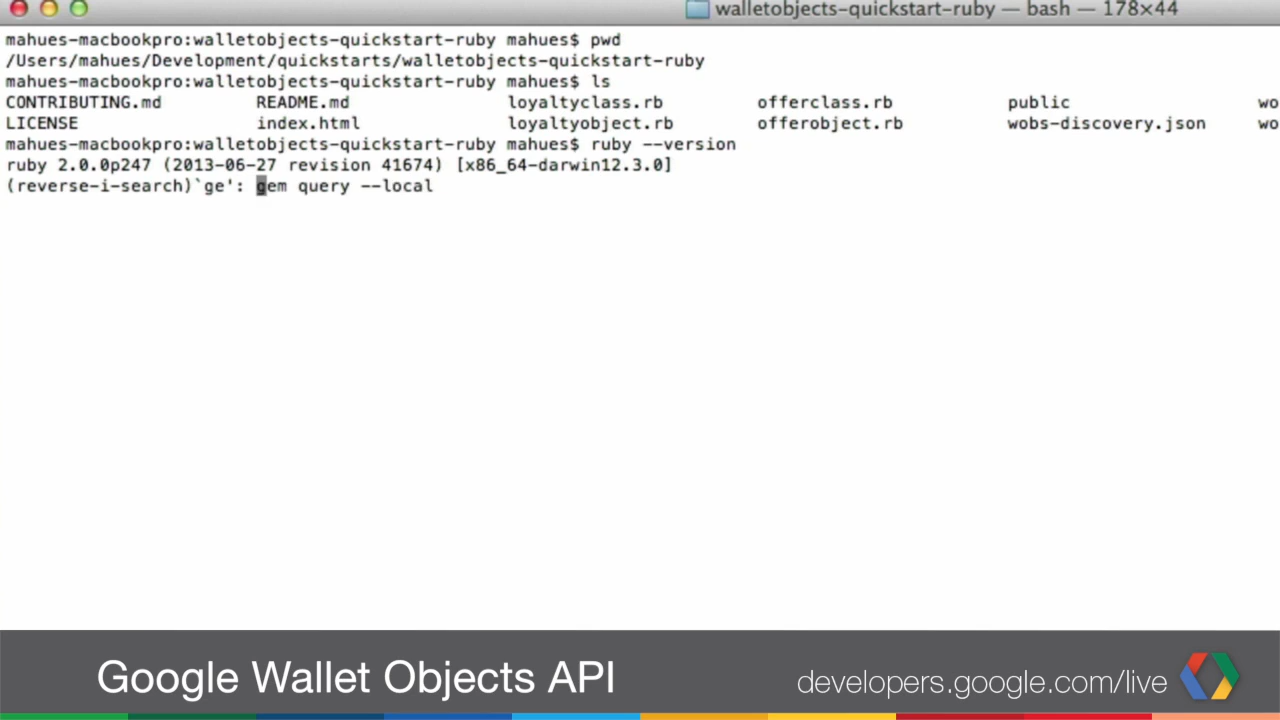 walletobjects-quickstart-ruby — bash — 178×44
mahues-macbookpro:walletobjects-quickstart-ruby mahues$ pwd
/Users/mahues/Development/quickstarts/walletobjects-quickstart-ruby
mahues-macbookpro:walletobjects-quickstart-ruby mahues$ ls
CONTRIBUTING.md README.md loyaltyclass.rb offerclass.rb public wo
LICENSE index.html loyaltyobject.rb offerobject.rb wobs-discovery.json wo
mahues-macbookpro:walletobjects-quickstart-ruby mahues$ ruby --version
ruby 2.0.0p247 (2013-06-27 revision 41674) [x86_64-darwin12.3.0]
(reverse-i-search)`ge': gem query --local
Google Wallet Objects API
developers.google.com/live